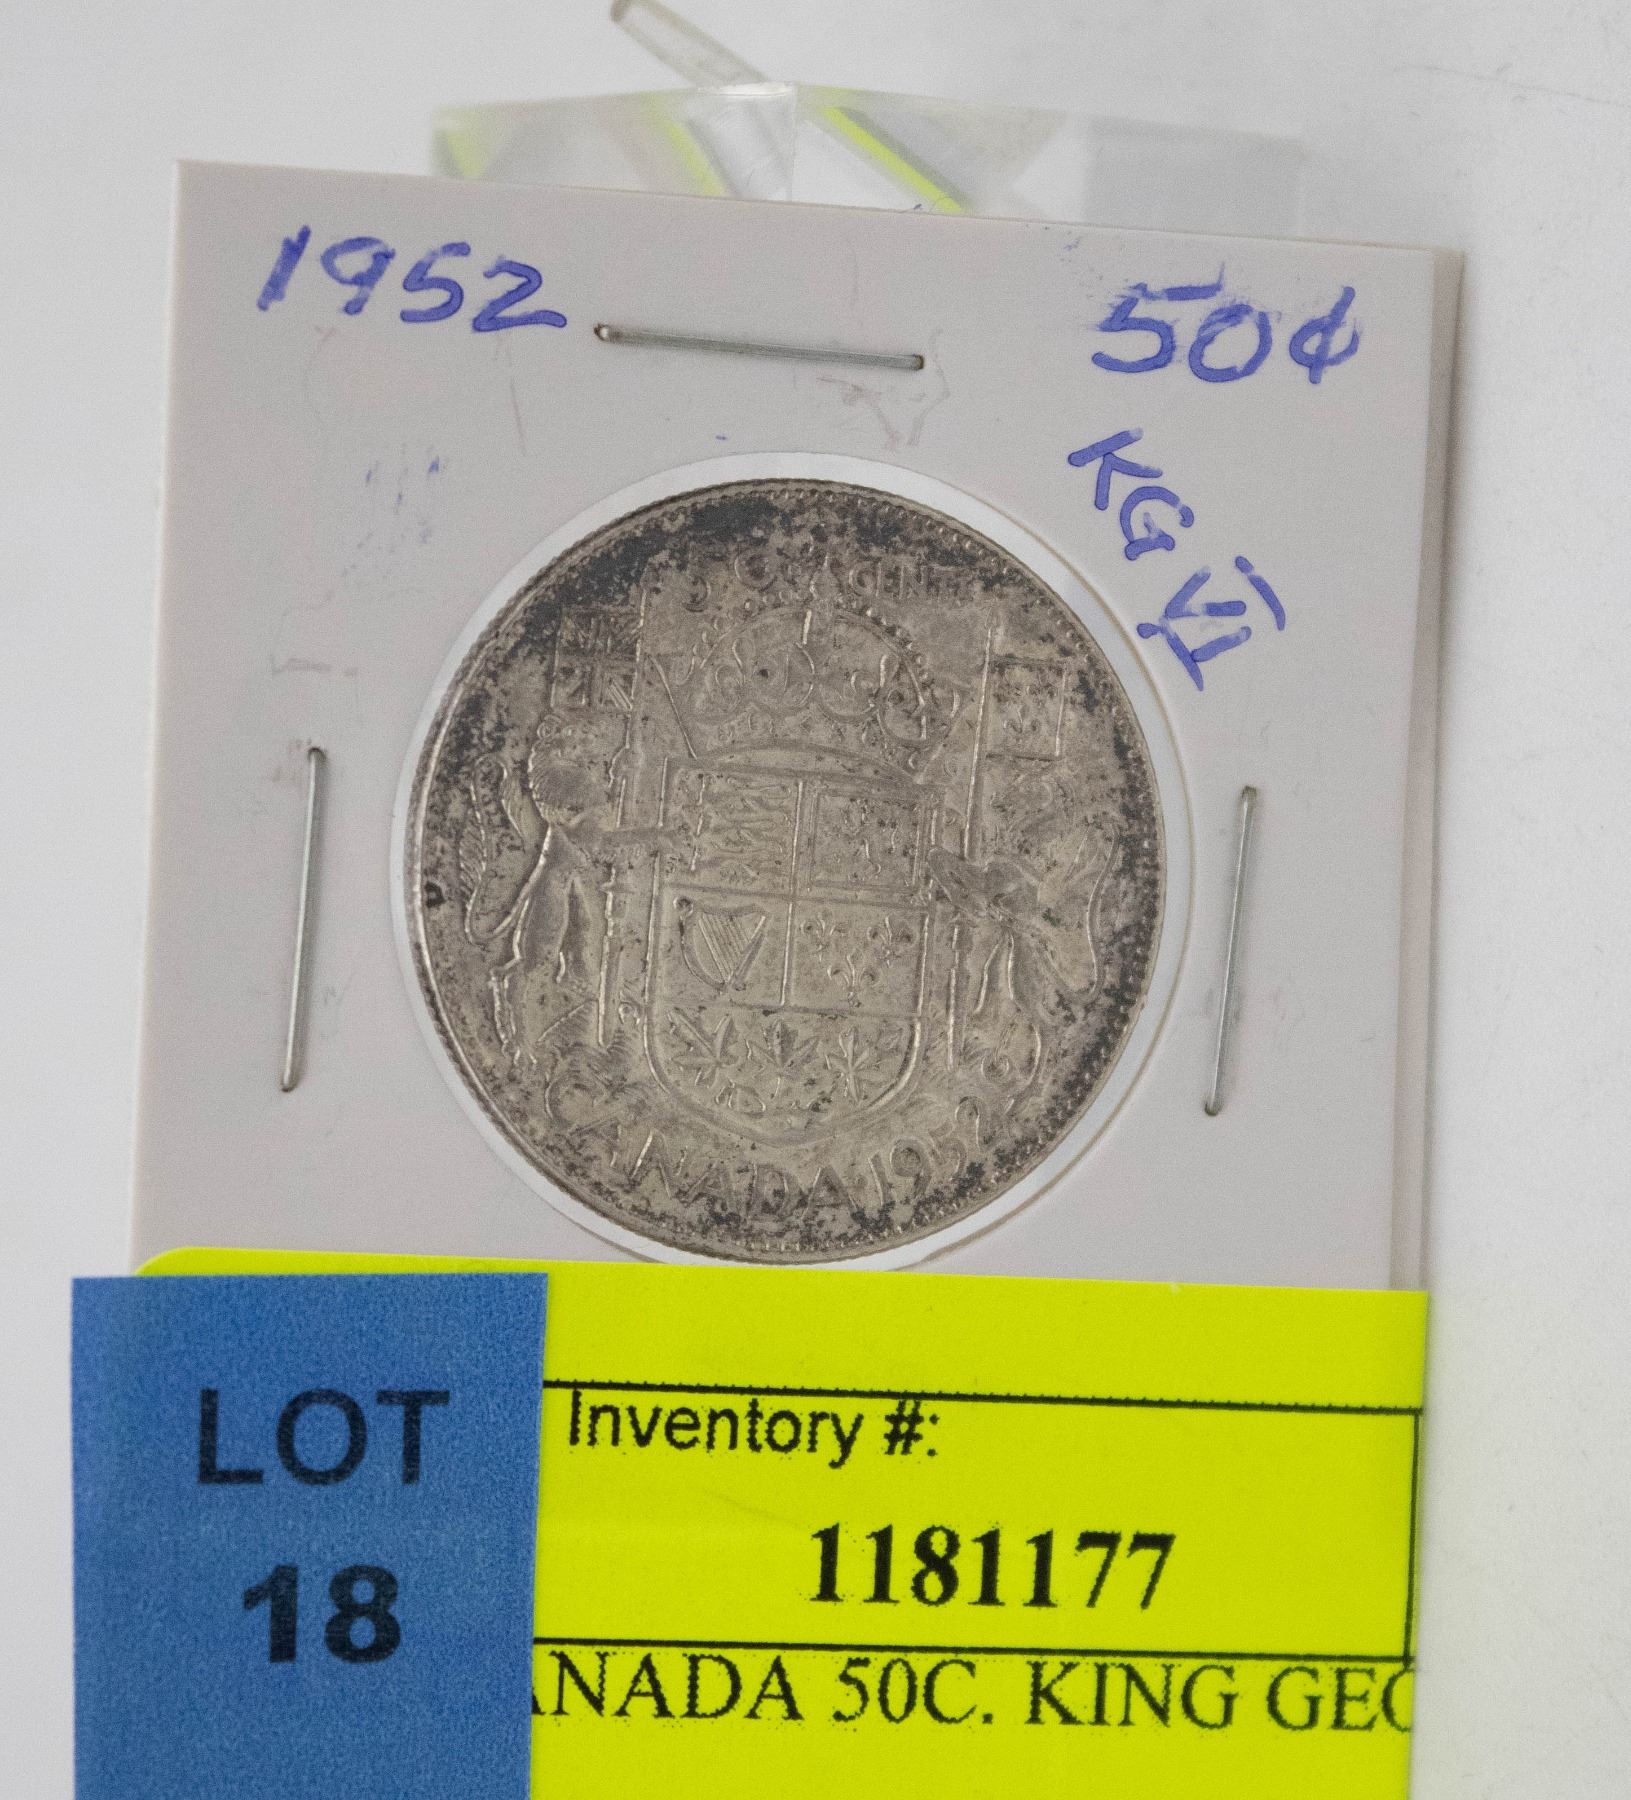 1952
50¢
KG VI
50 CENTS
CANADA·1952
LOT
18
Inventory #:
1181177
ANADA 50C. KING GEO